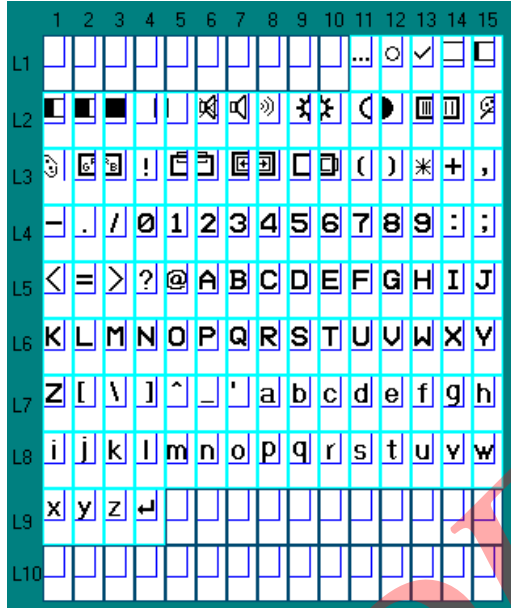 1 2 3 4 5 6 7 8 9 10 11 12 13 14 15
L1 ... ○ ✓
L2
L3 ! ( ) * + ,
L4 - . / 0 1 2 3 4 5 6 7 8 9 : ;
L5 < = > ? @ A B C D E F G H I J
L6 K L M N O P Q R S T U V W X Y
L7 Z [ \ ] ^ _ ' a b c d e f g h
L8 i j k l m n o p q r s t u v w
L9 x y z ↵
L10